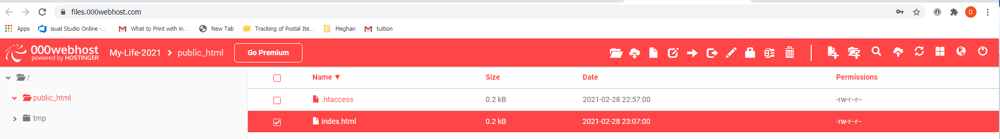 files.000webhost.com
Apps isual Studio Online -... What to Print with in... New Tab Tracking of Postal Ite... Meghan tuition
D
000webhost
powered by HOSTINGER
My-Life-2021 public_html Go Premium
/
public_html
tmp
Name ▼ Size Date Permissions
.htaccess 0.2 kB 2021-02-28 22:57:00 -rw-r--r--
index.html 0.2 kB 2021-02-28 23:07:00 -rw-r--r--